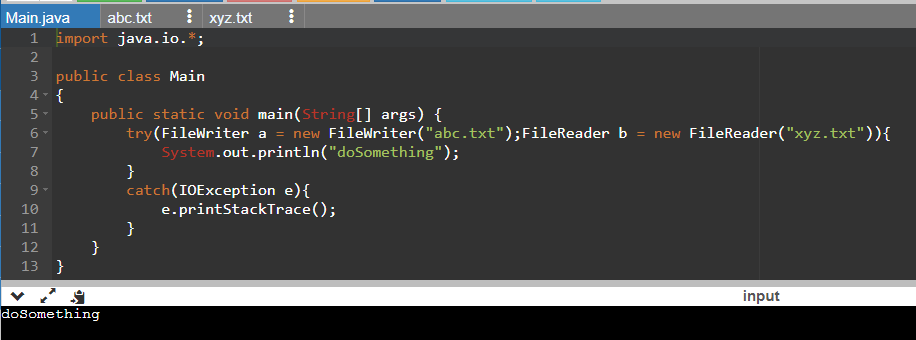 Main.java abc.txt xyz.txt
1 import java.io.*;
2
3 public class Main
4 {
5 public static void main(String[] args) {
6 try(FileWriter a = new FileWriter("abc.txt");FileReader b = new FileReader("xyz.txt")){
7 System.out.println("doSomething");
8 }
9 catch(IOException e){
10 e.printStackTrace();
11 }
12 }
13 }
input
doSomething